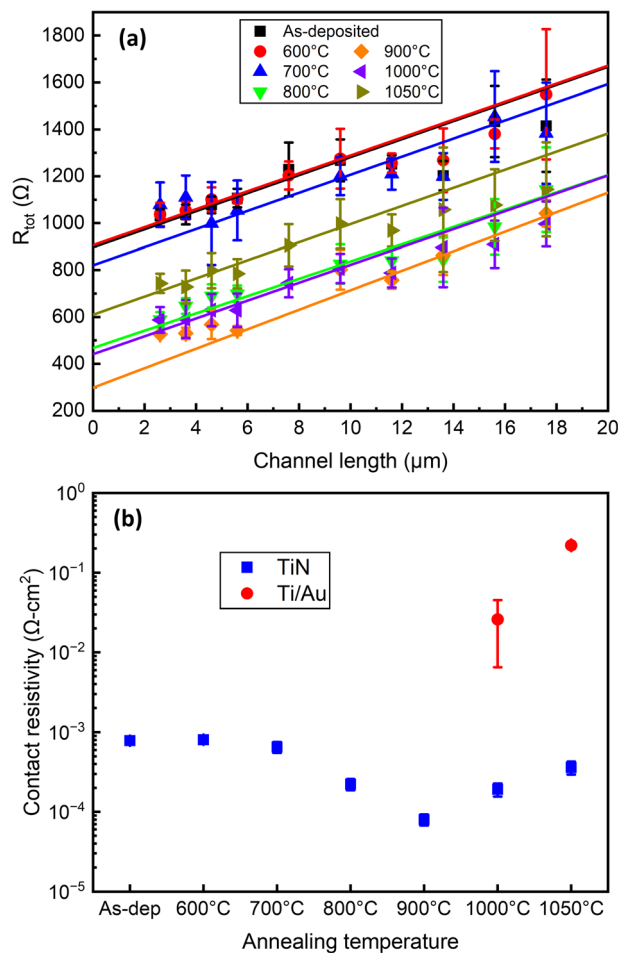 (a)
As-deposited
600°C 900°C
700°C 1000°C
800°C 1050°C
1800
1600
1400
1200
1000
800
600
400
200
R_tot (Ω)
0 2 4 6 8 10 12 14 16 18 20
Channel length (μm)
(b)
TiN
Ti/Au
10⁰
10⁻¹
10⁻²
10⁻³
10⁻⁴
10⁻⁵
Contact resistivity (Ω-cm²)
As-dep 600°C 700°C 800°C 900°C 1000°C 1050°C
Annealing temperature